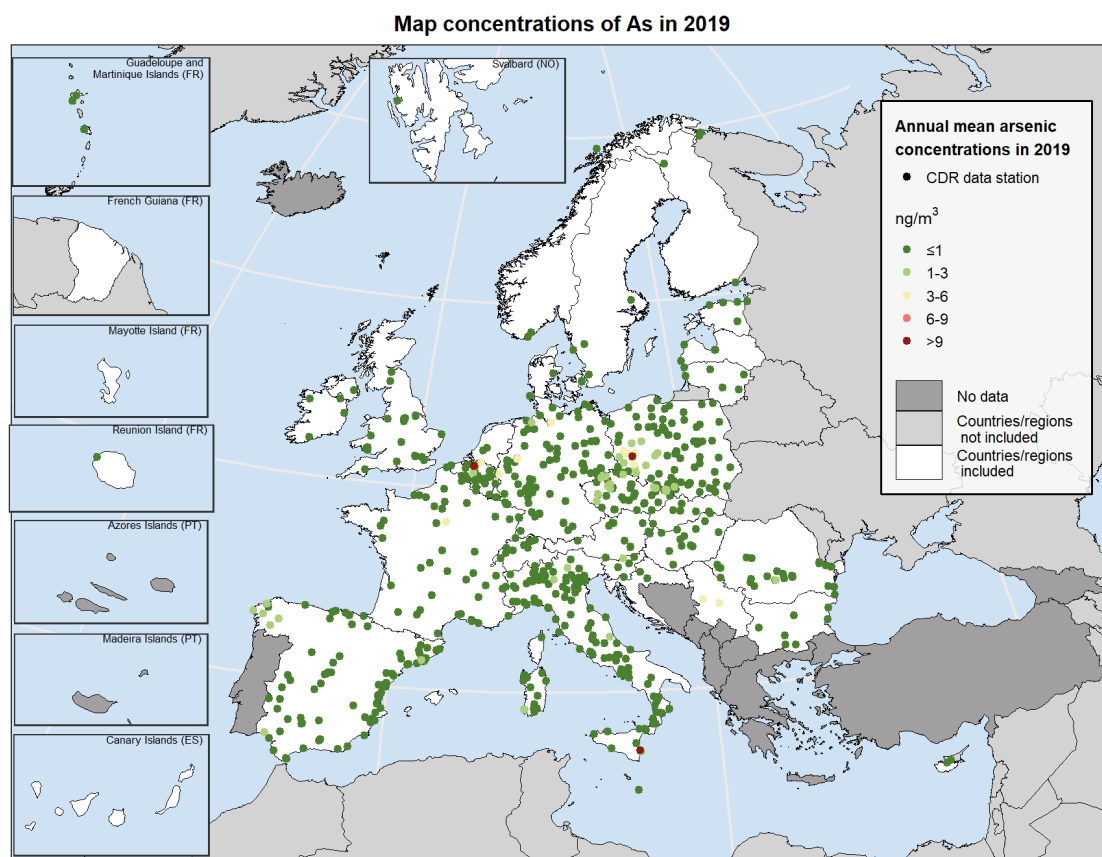 Map concentrations of As in 2019
Guadeloupe and
Martinique Islands (FR)
Svalbard (NO)
French Guiana (FR)
Mayotte Island (FR)
Reunion Island (FR)
Azores Islands (PT)
Madeira Islands (PT)
Canary Islands (ES)
Annual mean arsenic
concentrations in 2019
CDR data station
ng/m³
≤1
1-3
3-6
6-9
>9
No data
Countries/regions
not included
Countries/regions
included